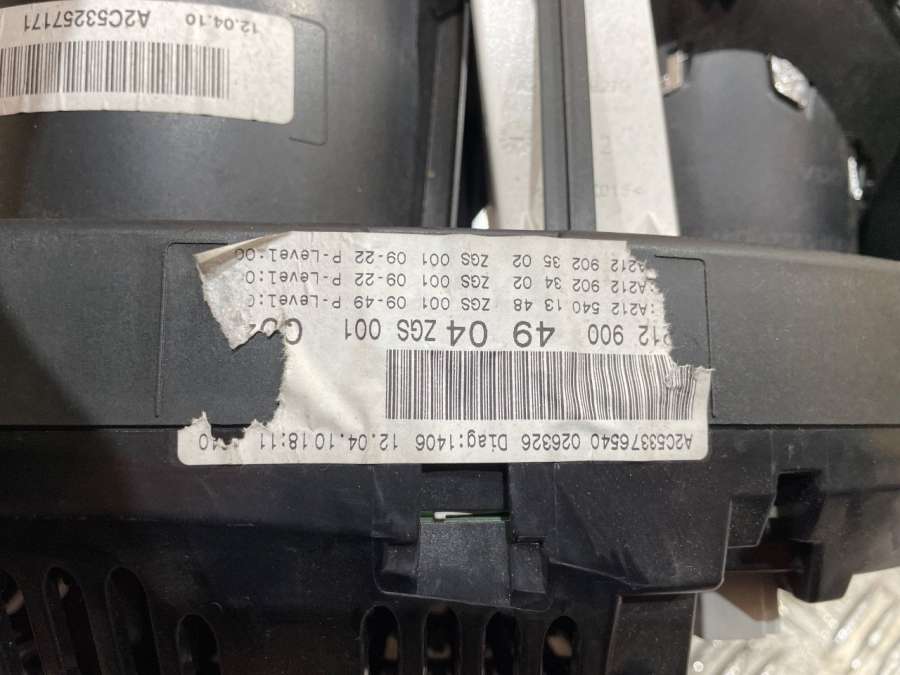 A2C53376540 026326 Diag:1406 12.04.10 18:11 10
212 900 49 04 ZGS 001
:A212 540 13 48 ZGS 001 09-49 P-Level:0
:A212 902 34 02 ZGS 001 09-22 P-Level:0
:A212 902 35 02 ZGS 001 09-22 P-Level:06
12.04.10 A2C53257171